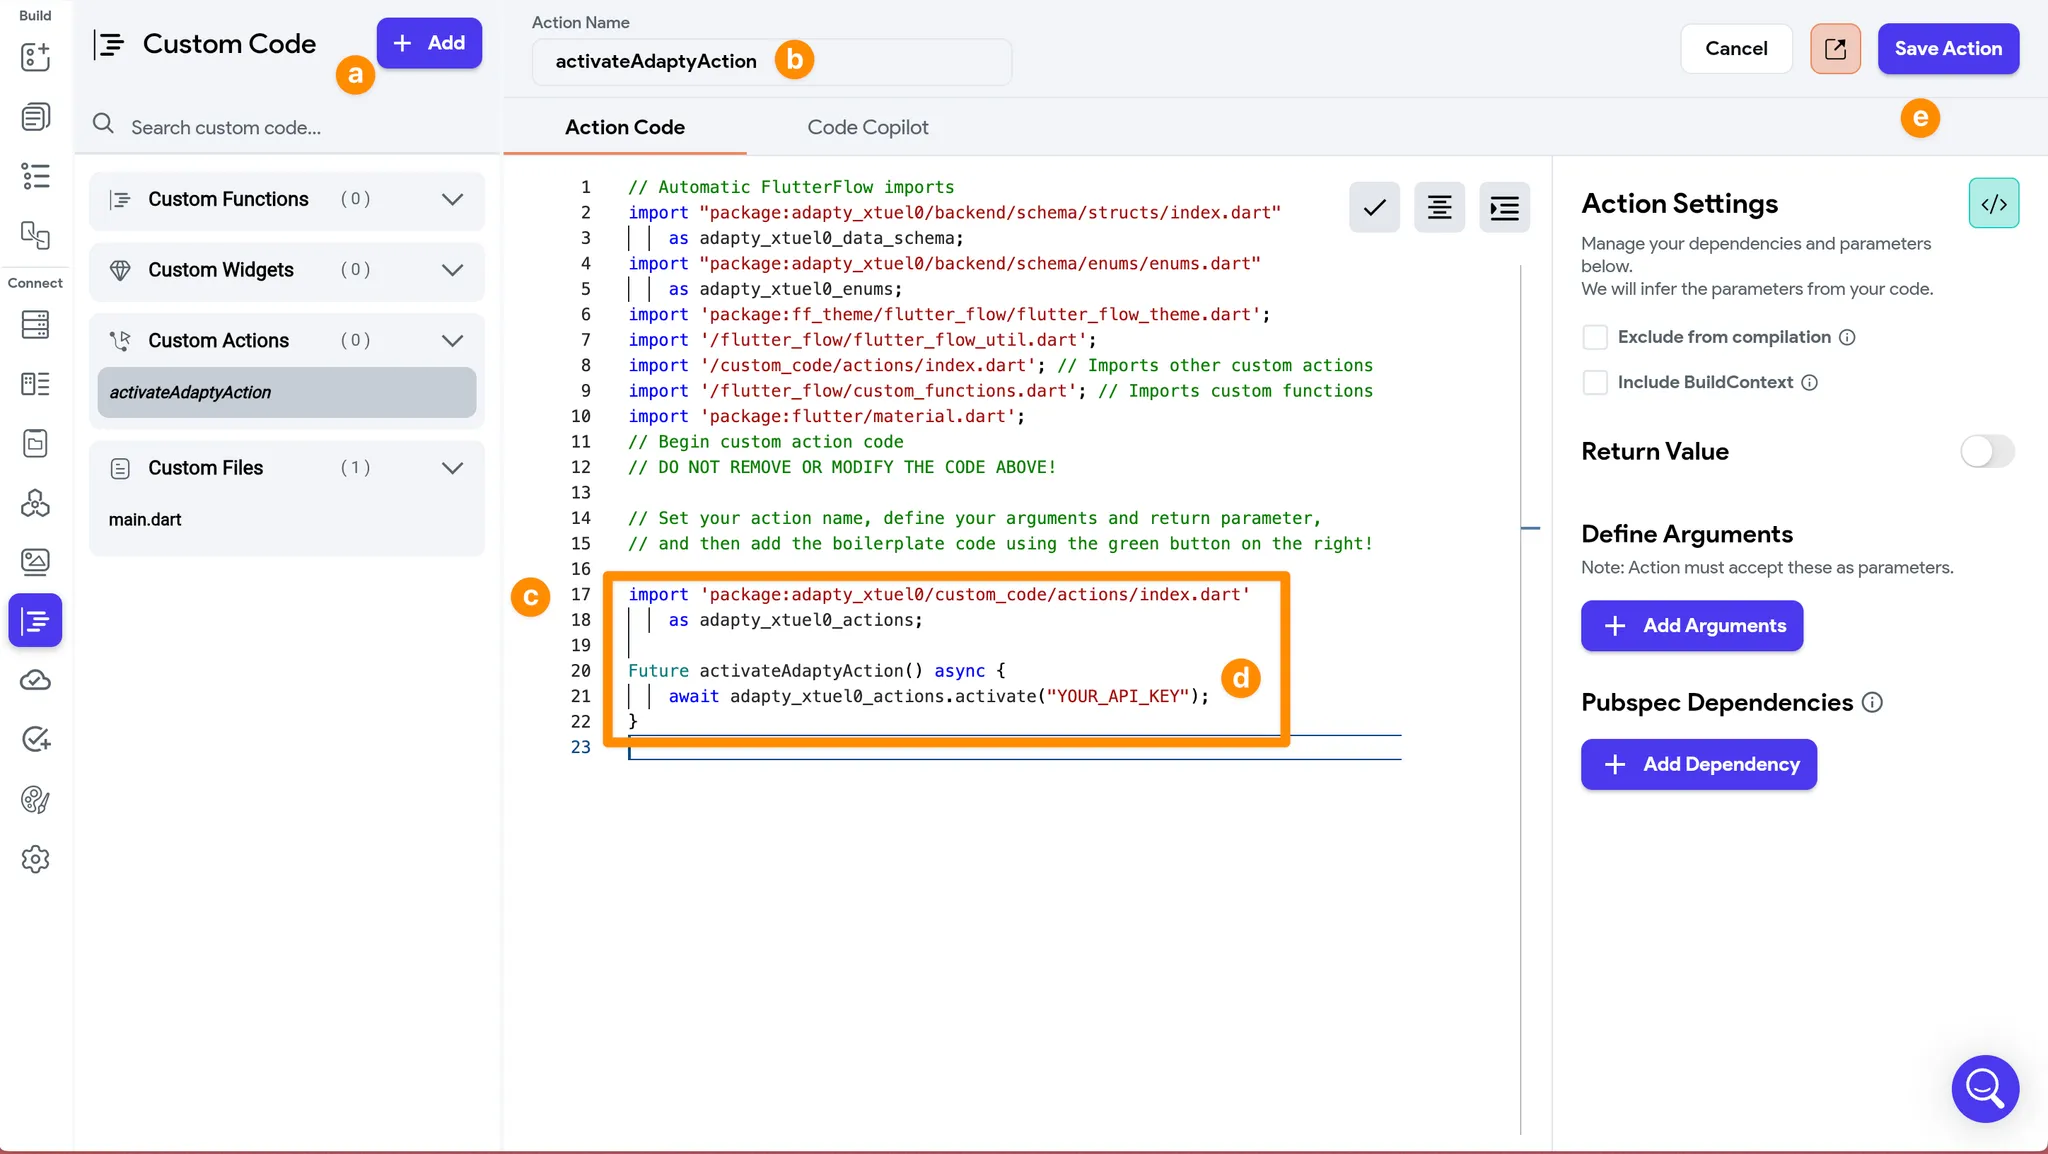 Build
Connect
Custom Code
+ Add
a
Search custom code...
Custom Functions (0)
Custom Widgets (0)
Custom Actions (0)
activateAdaptyAction
Custom Files (1)
main.dart
Action Name
activateAdaptyAction
b
Cancel
Save Action
e
Action Code
Code Copilot
1 // Automatic FlutterFlow imports
2 import "package:adapty_xtuel0/backend/schema/structs/index.dart"
3 as adapty_xtuel0_data_schema;
4 import "package:adapty_xtuel0/backend/schema/enums/enums.dart"
5 as adapty_xtuel0_enums;
6 import 'package:ff_theme/flutter_flow/flutter_flow_theme.dart';
7 import '/flutter_flow/flutter_flow_util.dart';
8 import '/custom_code/actions/index.dart'; // Imports other custom actions
9 import '/flutter_flow/custom_functions.dart'; // Imports custom functions
10 import 'package:flutter/material.dart';
11 // Begin custom action code
12 // DO NOT REMOVE OR MODIFY THE CODE ABOVE!
13
14 // Set your action name, define your arguments and return parameter,
15 // and then add the boilerplate code using the green button on the right!
16
c
17 import 'package:adapty_xtuel0/custom_code/actions/index.dart'
18 as adapty_xtuel0_actions;
19
20 Future activateAdaptyAction() async {
d
21 await adapty_xtuel0_actions.activate("YOUR_API_KEY");
22 }
23
Action Settings
</>
Manage your dependencies and parameters
below.
We will infer the parameters from your code.
Exclude from compilation
Include BuildContext
Return Value
Define Arguments
Note: Action must accept these as parameters.
+ Add Arguments
Pubspec Dependencies
+ Add Dependency